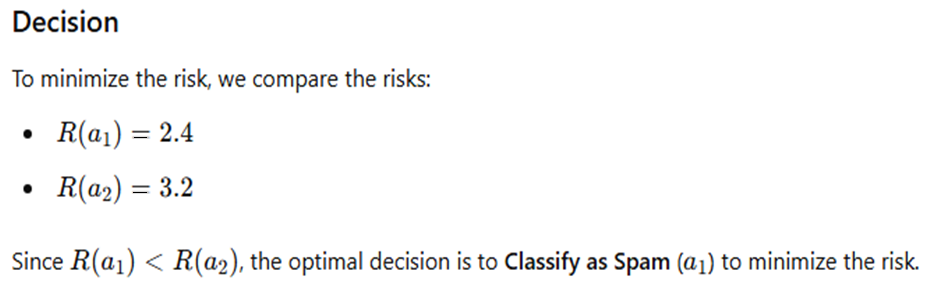 Decision
To minimize the risk, we compare the risks:
• R(a₁) = 2.4
• R(a₂) = 3.2
Since R(a₁) < R(a₂), the optimal decision is to Classify as Spam (a₁) to minimize the risk.